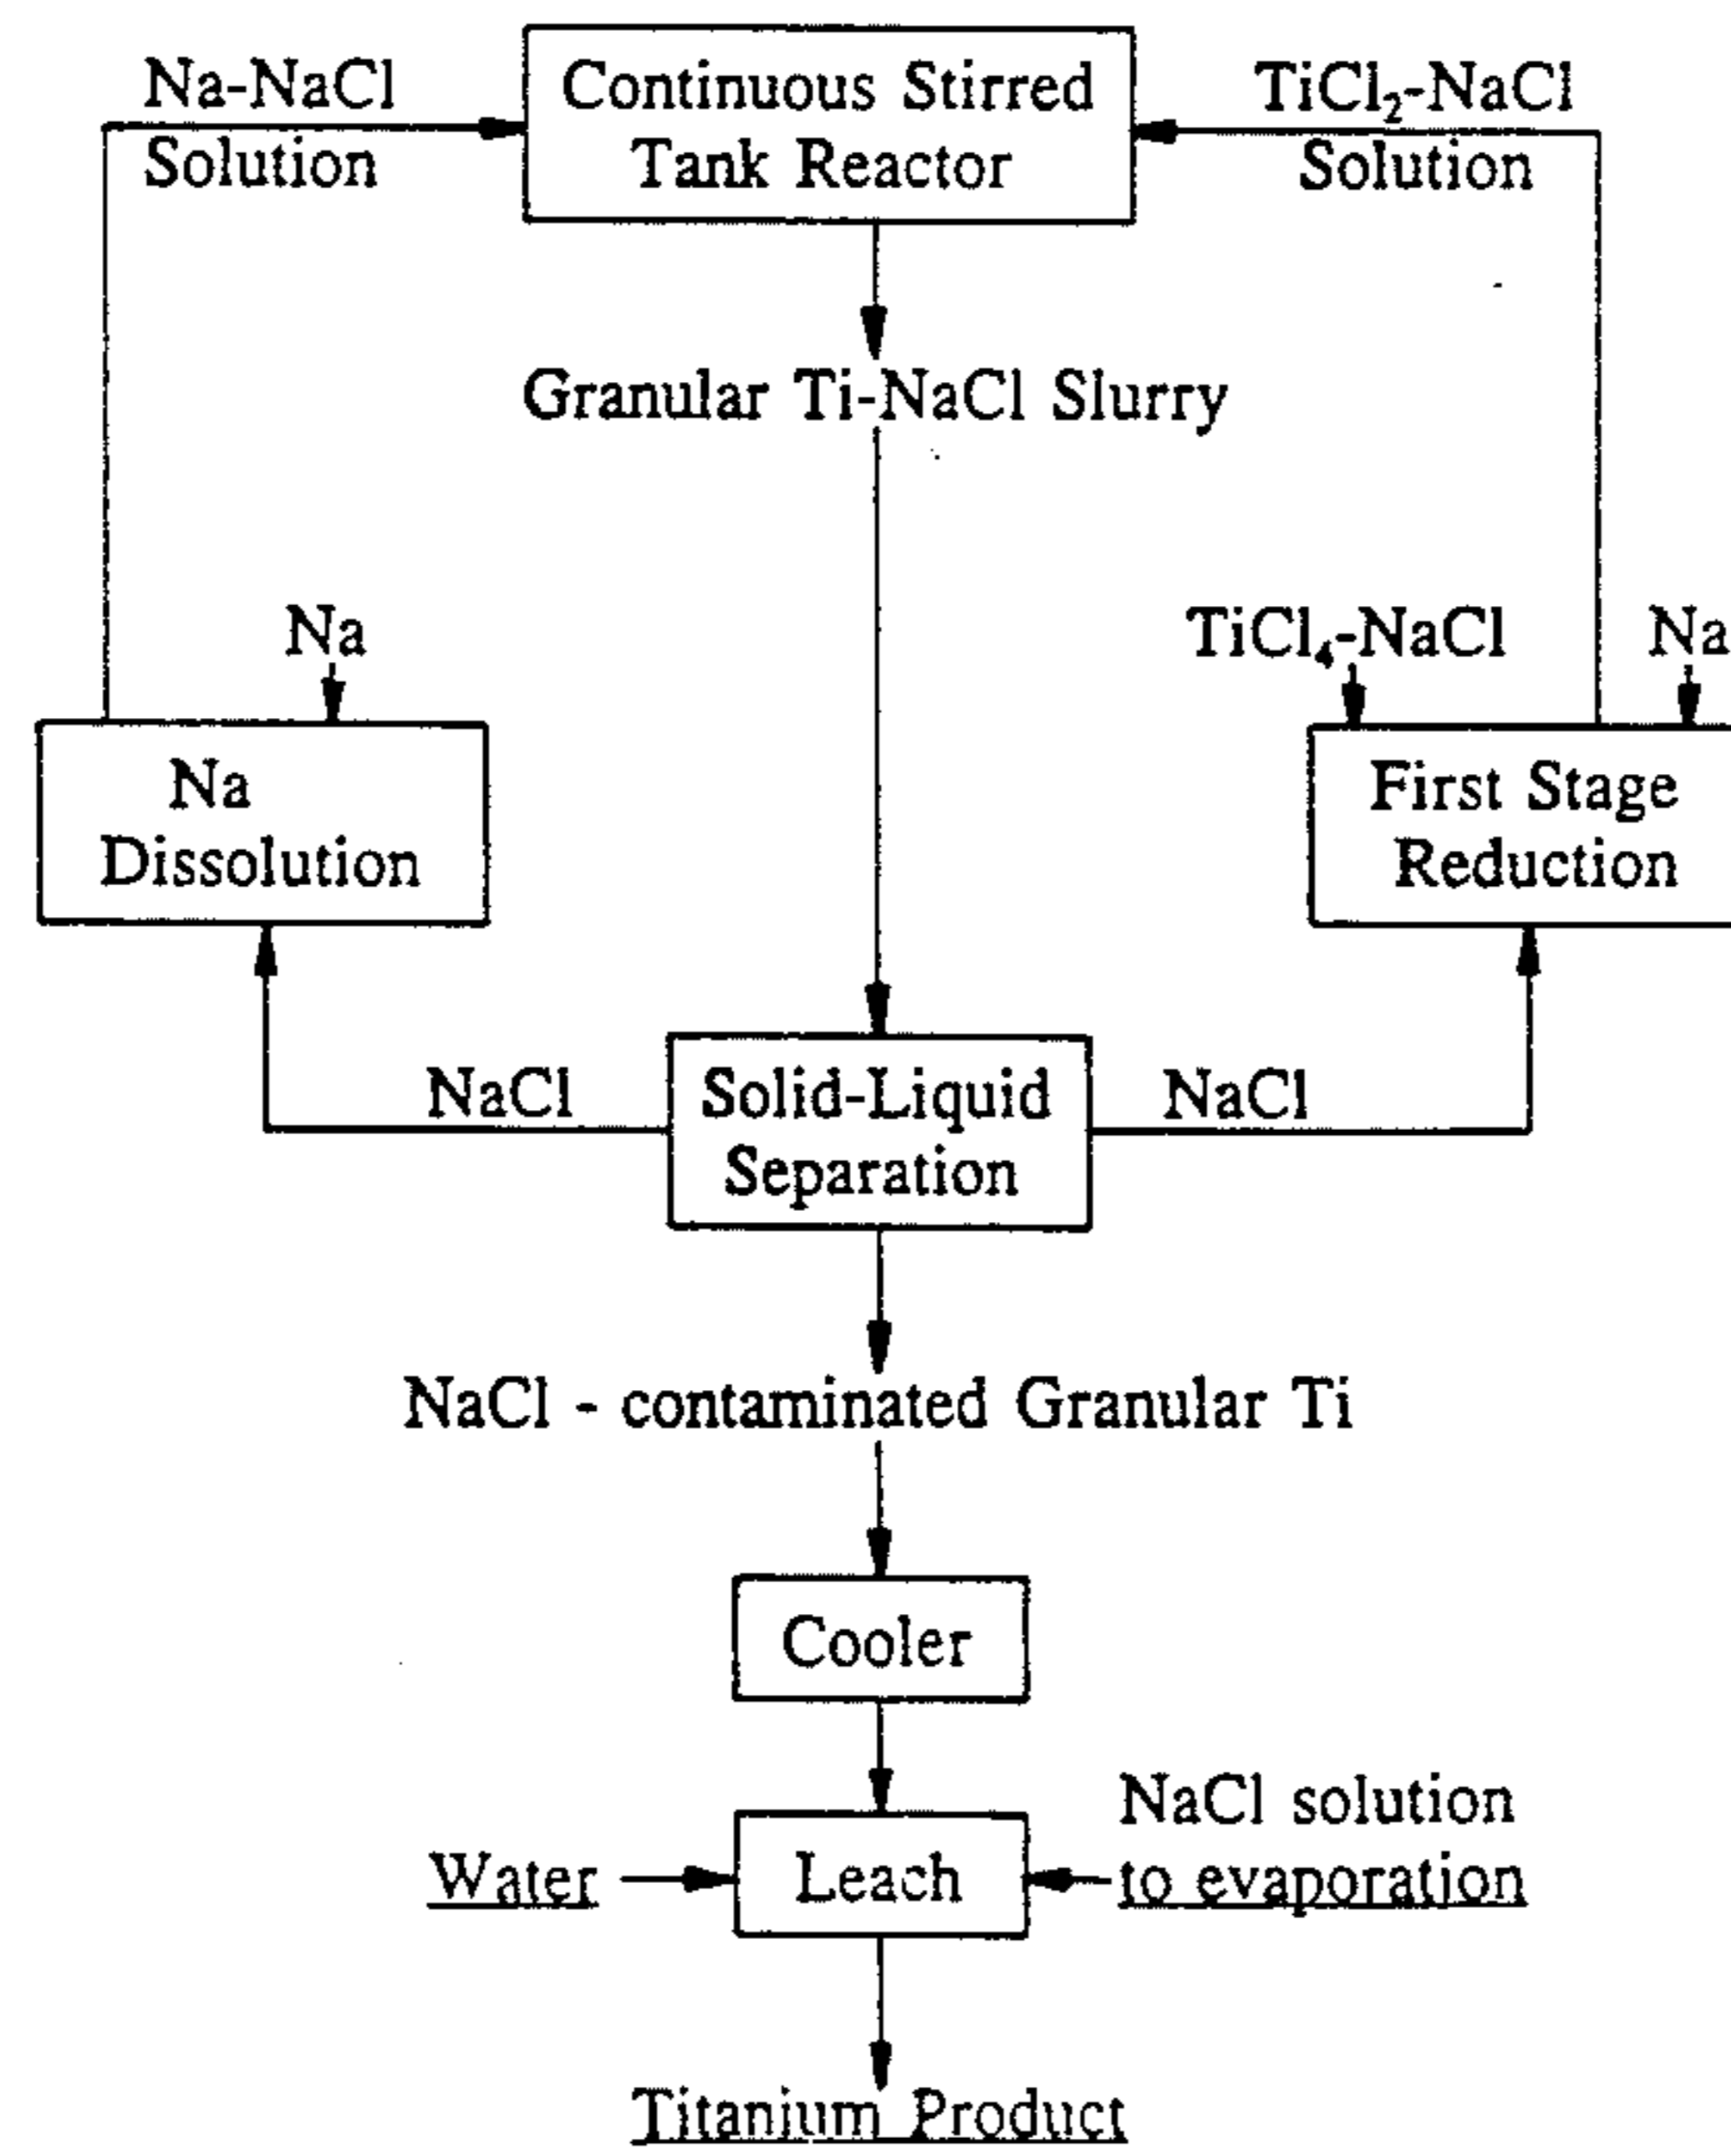 Na-NaCl
Solution
Continuous Stirred
Tank Reactor
TiCl₂-NaCl
Solution
Granular Ti-NaCl Slurry
Na
TiCl₄-NaCl
Na
Na
Dissolution
First Stage
Reduction
NaCl
Solid-Liquid
Separation
NaCl
NaCl - contaminated Granular Ti
Cooler
Water
Leach
NaCl solution
to evaporation
Titanium Product